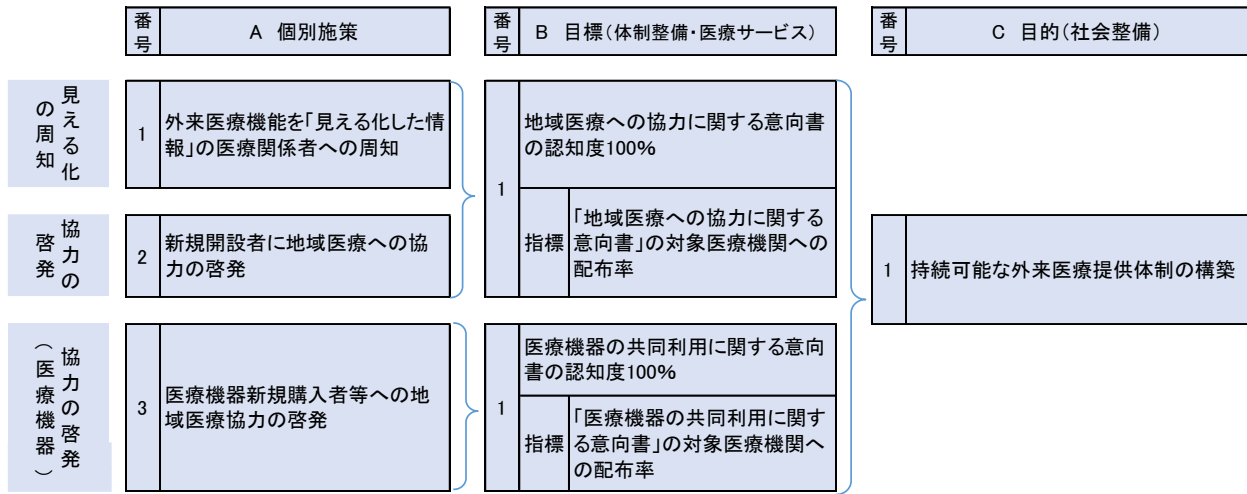 番号
A 個別施策
番号
B 目標(体制整備・医療サービス)
番号
C 目的(社会整備)
見える化
の周知
1
外来医療機能を「見える化した情
報」の医療関係者への周知
協力の
啓発
2
新規開設者に地域医療への協
力の啓発
協力の啓発
(医療機器)
3
医療機器新規購入者等への地
域医療協力の啓発
1
地域医療への協力に関する意向書
の認知度100%
指標
「地域医療への協力に関する
意向書」の対象医療機関への
配布率
1
医療機器の共同利用に関する意向
書の認知度100%
指標
「医療機器の共同利用に関す
る意向書」の対象医療機関へ
の配布率
1
持続可能な外来医療提供体制の構築